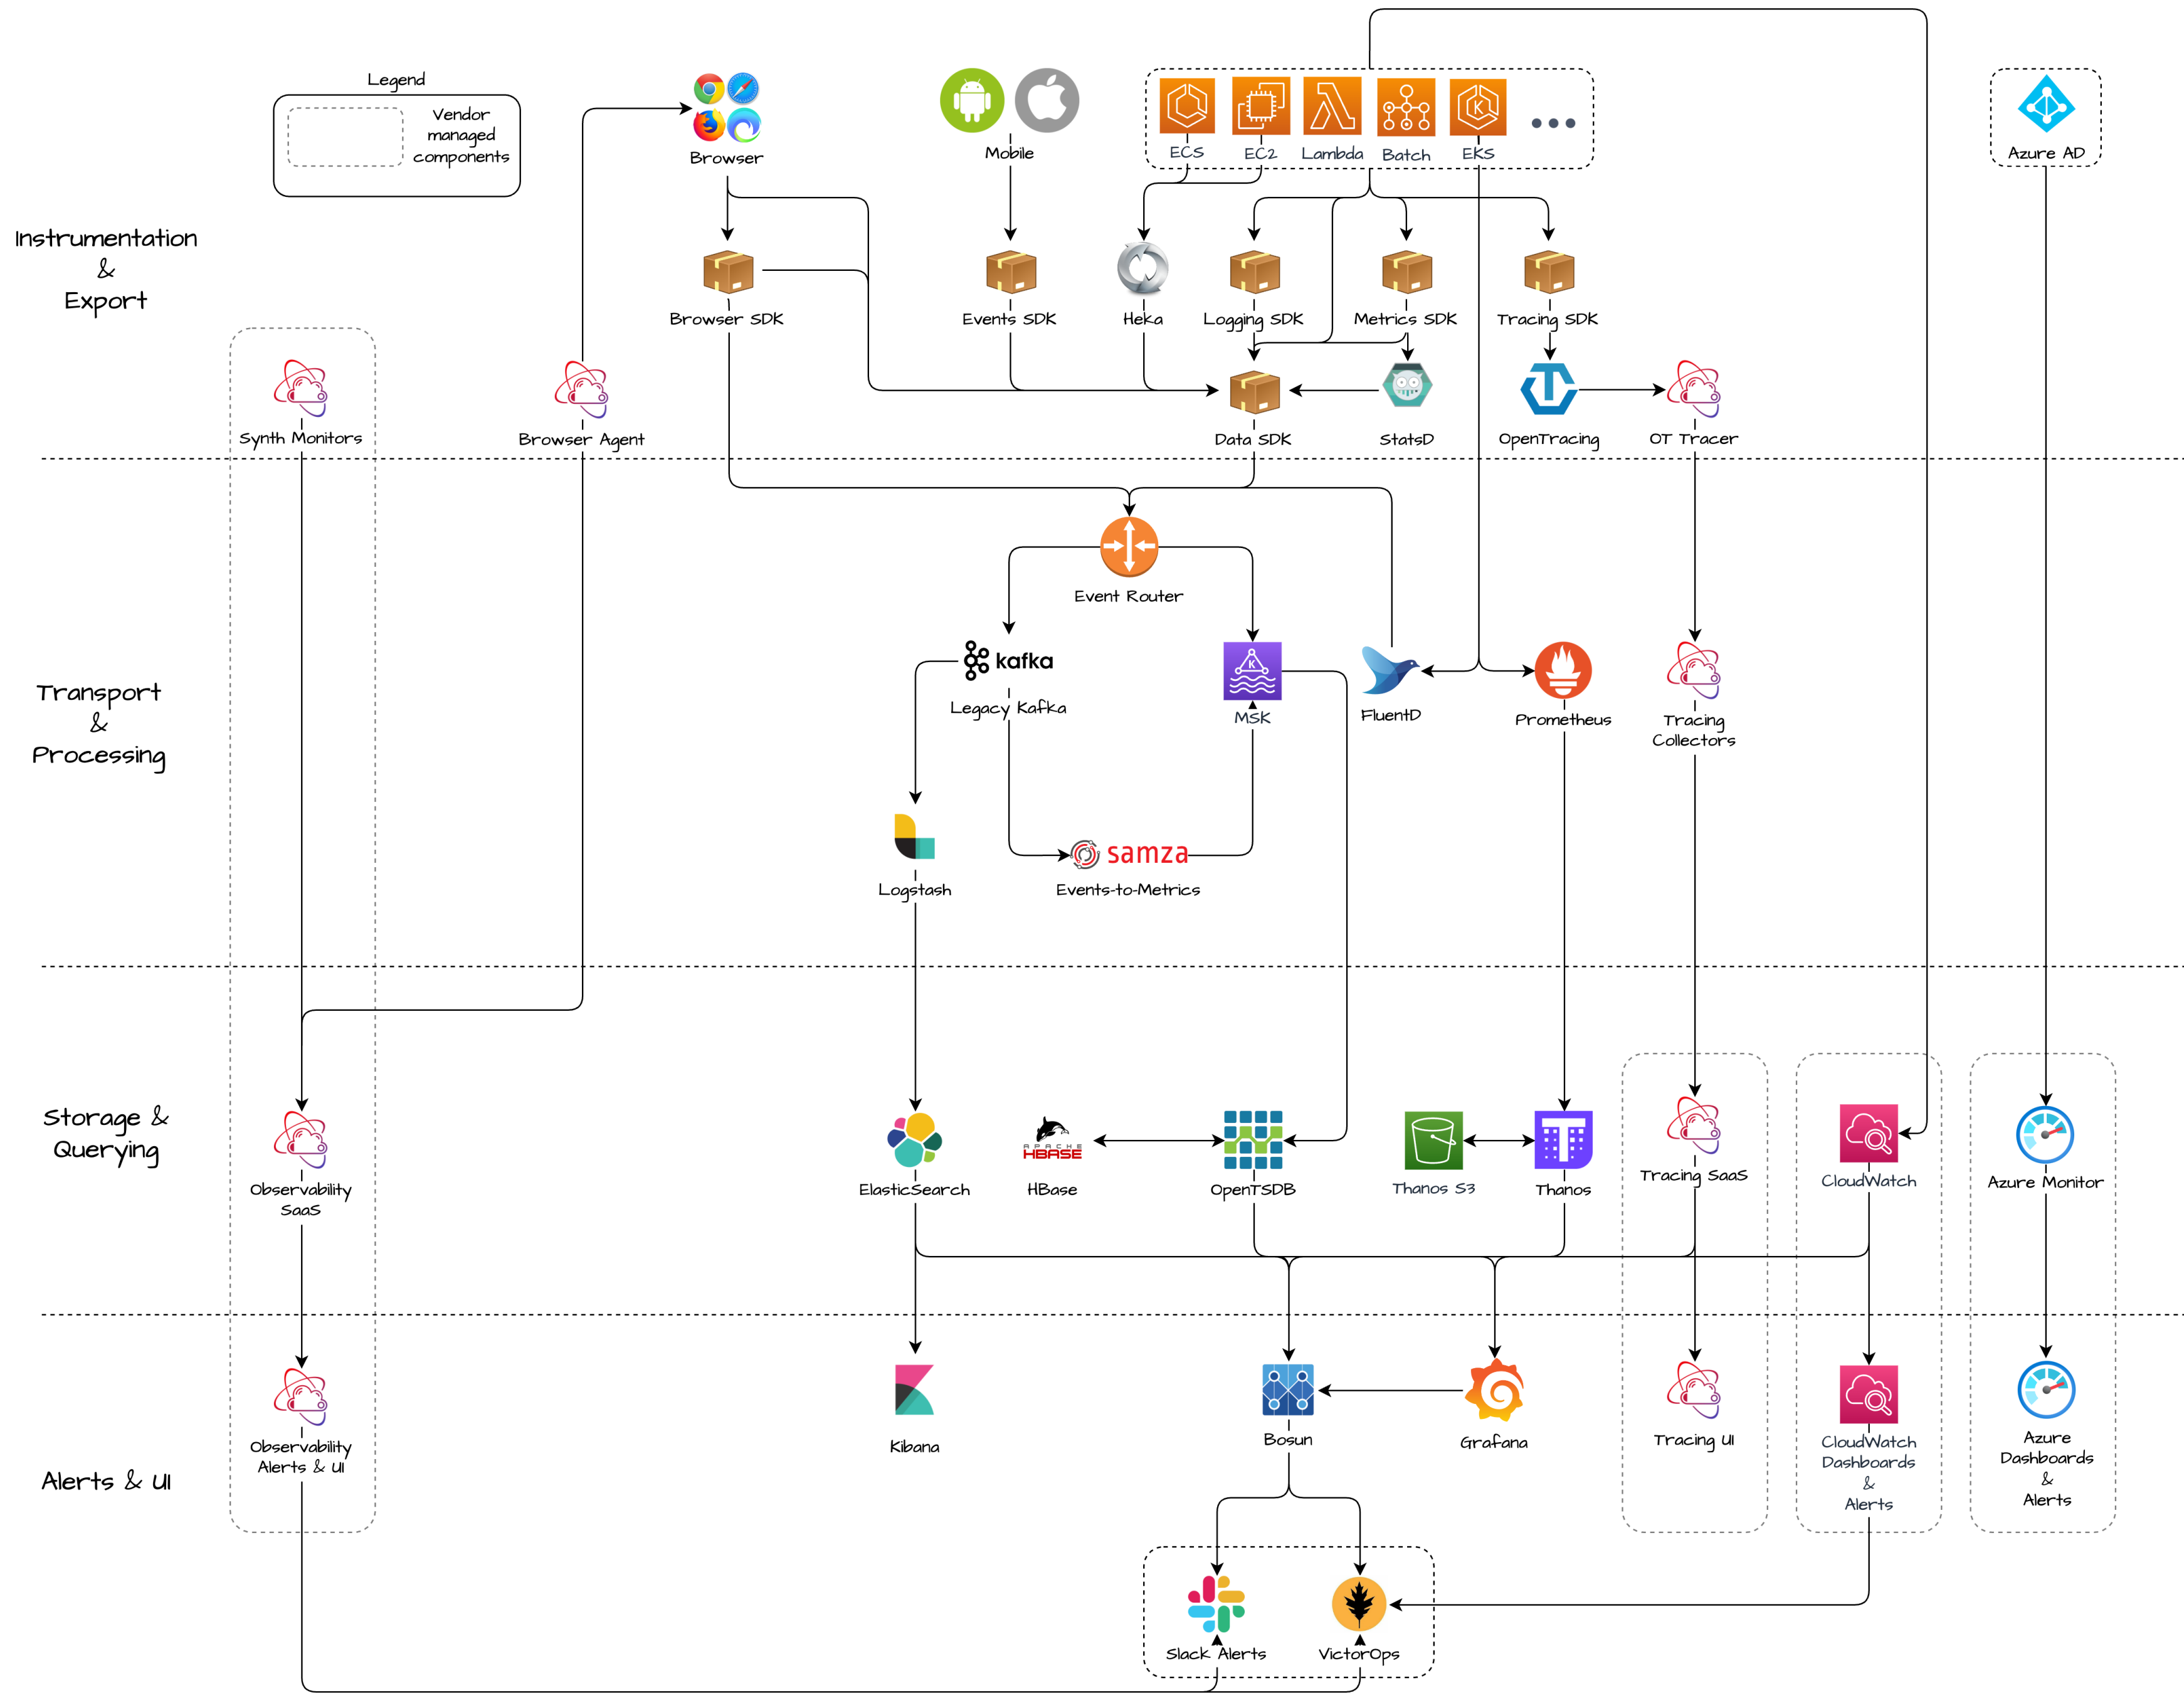 Legend
Vendor
managed
components
Browser
Mobile
ECS
EC2
Lambda
Batch
EKS
Azure AD
Instrumentation
&
Export
Browser SDK
Events SDK
Heka
Logging SDK
Metrics SDK
Tracing SDK
Synth Monitors
Browser Agent
Data SDK
StatsD
OpenTracing
OT Tracer
Event Router
Transport
&
Processing
kafka
Legacy Kafka
K
MSK
FluentD
Prometheus
Tracing
Collectors
samza
Logstash
Events-to-Metrics
Storage &
Querying
Observability
SaaS
ElasticSearch
APACHE
HBASE
HBase
OpenTSDB
Thanos S3
Thanos
Tracing SaaS
CloudWatch
Azure Monitor
Alerts & UI
Observability
Alerts & UI
Kibana
Bosun
Grafana
Tracing UI
CloudWatch
Dashboards
&
Alerts
Azure
Dashboards
&
Alerts
Slack Alerts
VictorOps